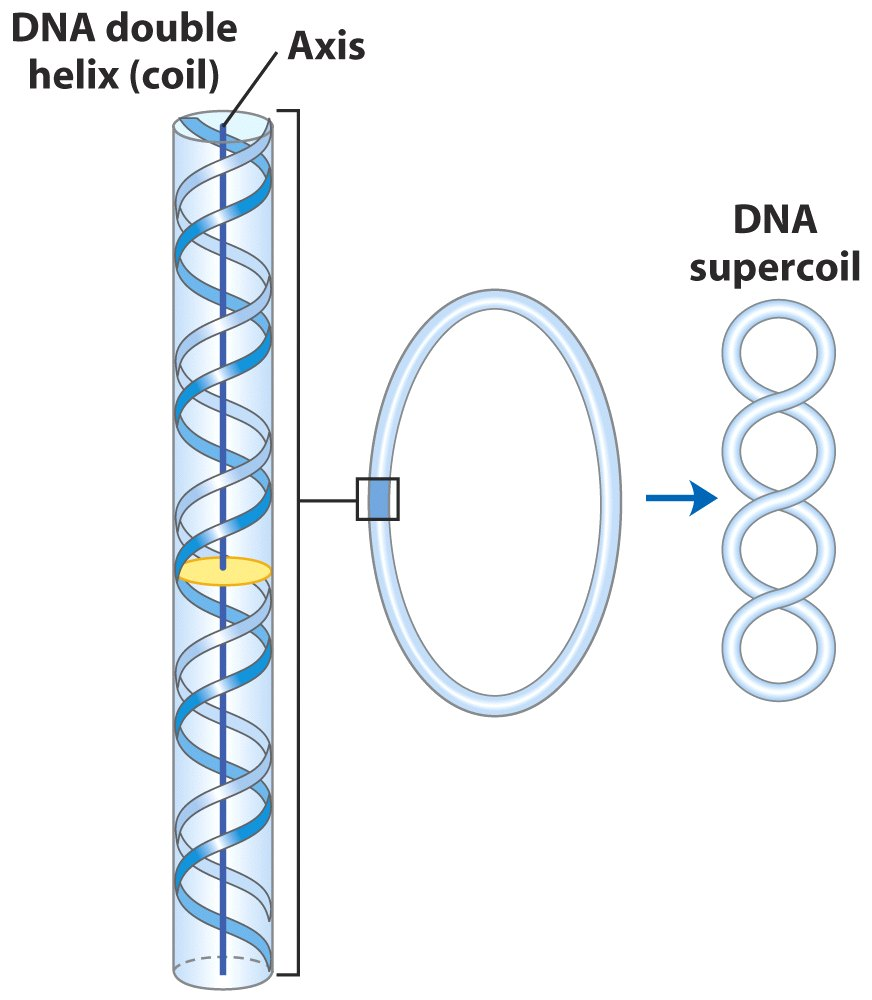 DNA double
helix (coil)
Axis
DNA
supercoil